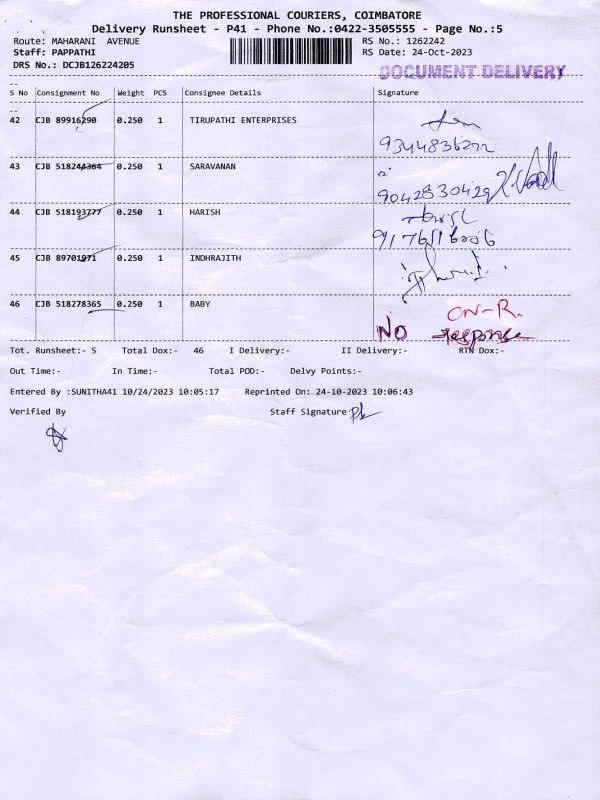 THE PROFESSIONAL COURIERS, COIMBATORE
Delivery Runsheet - P41 - Phone No.:0422-3505555 - Page No.:5
Route: MAHARANI AVENUE RS No.: 1262242
Staff: PAPPATHI RS Date: 24-Oct-2023
DRS No.: DCJB126224205
DOCUMENT DELIVERY
S No Consignment No Weight PCS Consignee Details Signature
42 CJB 89916290 0.250 1 TIRUPATHI ENTERPRISES
43 CJB 518244364 0.250 1 SARAVANAN
9042830429
44 CJB 518193777 0.250 1 HARISH
Harish
45 CJB 89701971 0.250 1 INDHRAJITH
46 CJB 518278365 0.250 1 BABY
CN-R.
NO response
Tot. Runsheet:- 5 Total Dox:- 46 I Delivery:- II Delivery:- RTN Dox:-
Out Time:- In Time:- Total POD:- Delvy Points:-
Entered By :SUNITHA41 10/24/2023 10:05:17 Reprinted On: 24-10-2023 10:06:43
Verified By Staff Signature